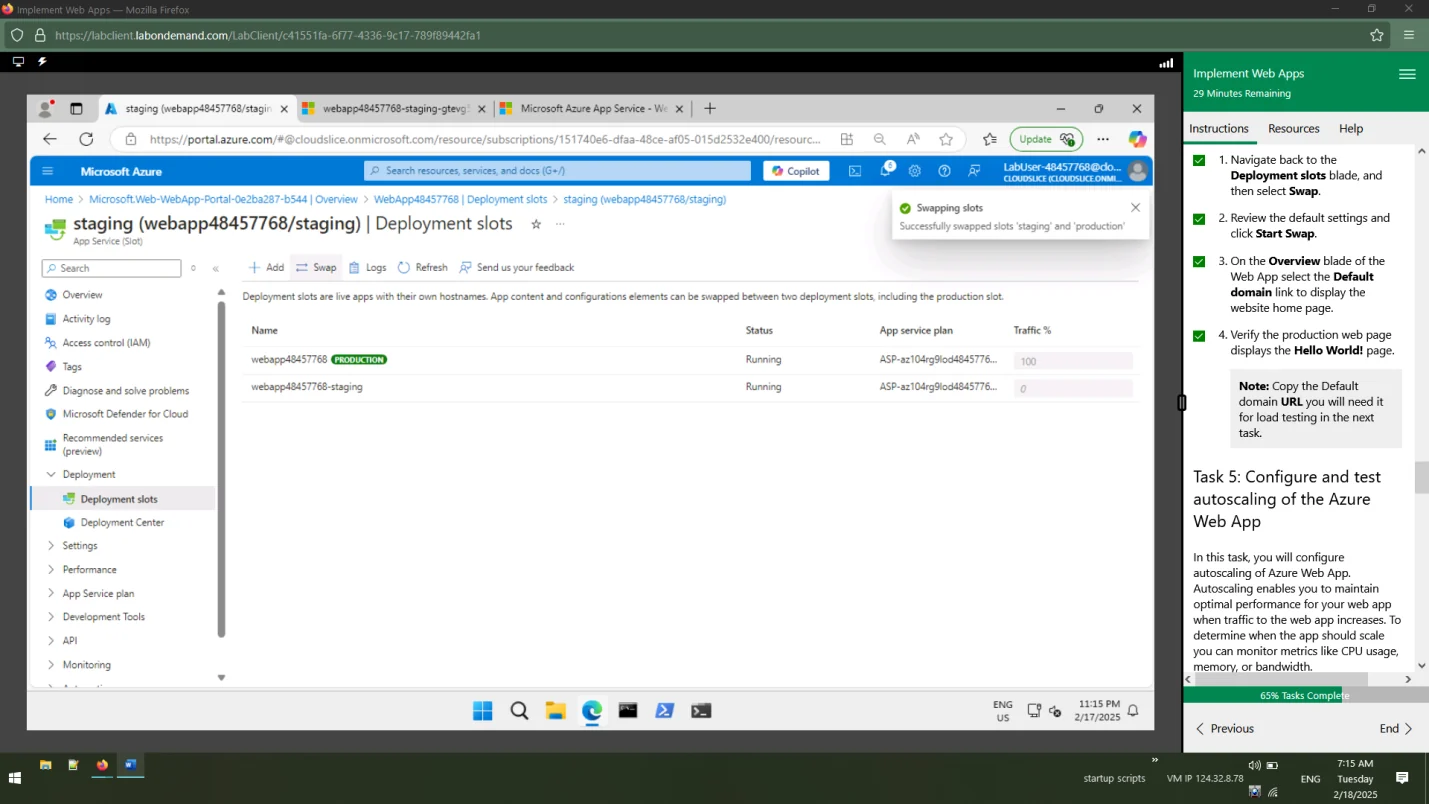 Implement Web Apps — Mozilla Firefox
https://labclient.labondemand.com/LabClient/c41551fa-6f77-4336-9c17-789f89442fa1
staging (webapp48457768/stagin
webapp48457768-staging-gtevg
Microsoft Azure App Service - We
https://portal.azure.com/#@cloudslice.onmicrosoft.com/resource/subscriptions/151740e6-dfaa-48ce-af05-015d2532e400/resourc...
Update
Microsoft Azure
Search resources, services, and docs (G+/)
Copilot
6
LabUser-48457768@clo...
CLOUDSLICE (CLOUDSLICE.ONMI...
Home > Microsoft.Web-WebApp-Portal-0e2ba287-b544 | Overview > WebApp48457768 | Deployment slots > staging (webapp48457768/staging)
staging (webapp48457768/staging) | Deployment slots
App Service (Slot)
Swapping slots
Successfully swapped slots 'staging' and 'production'
Search
Add
Swap
Logs
Refresh
Send us your feedback
Overview
Activity log
Access control (IAM)
Tags
Diagnose and solve problems
Microsoft Defender for Cloud
Recommended services
(preview)
Deployment
Deployment slots
Deployment Center
Settings
Performance
App Service plan
Development Tools
API
Monitoring
Deployment slots are live apps with their own hostnames. App content and configurations elements can be swapped between two deployment slots, including the production slot.
Name Status App service plan Traffic %
webapp48457768 PRODUCTION Running ASP-az104rg9lod4845776... 100
webapp48457768-staging Running ASP-az104rg9lod4845776... 0
ENG
US
11:15 PM
2/17/2025
Implement Web Apps
29 Minutes Remaining
Instructions
Resources
Help
1. Navigate back to the
Deployment slots blade, and
then select Swap.
2. Review the default settings and
click Start Swap.
3. On the Overview blade of the
Web App select the Default
domain link to display the
website home page.
4. Verify the production web page
displays the Hello World! page.
Note: Copy the Default
domain URL you will need it
for load testing in the next
task.
Task 5: Configure and test
autoscaling of the Azure
Web App
In this task, you will configure
autoscaling of Azure Web App.
Autoscaling enables you to maintain
optimal performance for your web app
when traffic to the web app increases. To
determine when the app should scale
you can monitor metrics like CPU usage,
memory, or bandwidth.
65% Tasks Complete
Previous
End
startup scripts
VM IP 124.32.8.78
ENG
7:15 AM
Tuesday
2/18/2025